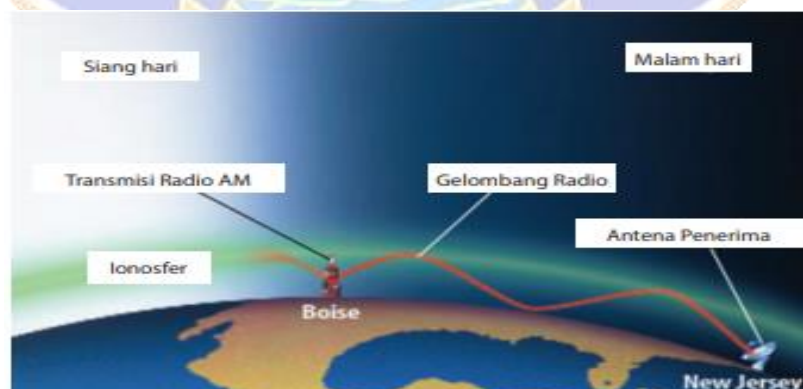 Siang hari
Malam hari
Transmisi Radio AM
Gelombang Radio
Antena Penerima
Ionosfer
Boise
New Jersey